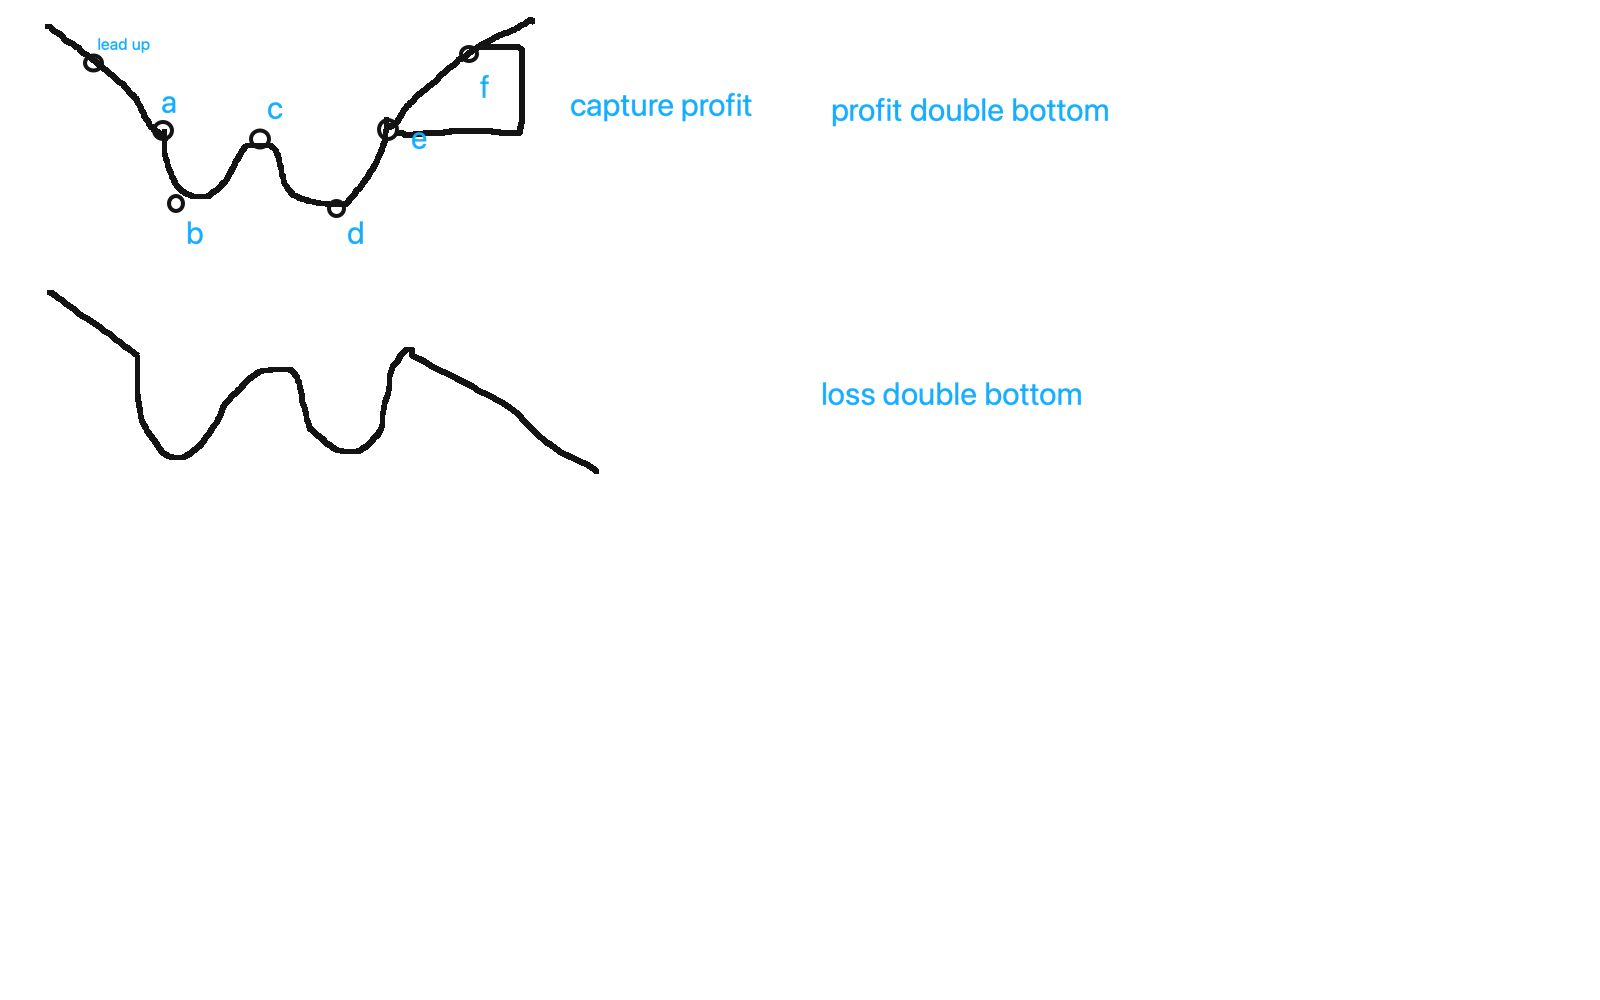 lead up
a
c
f
capture profit
profit double bottom
e
b
d
loss double bottom